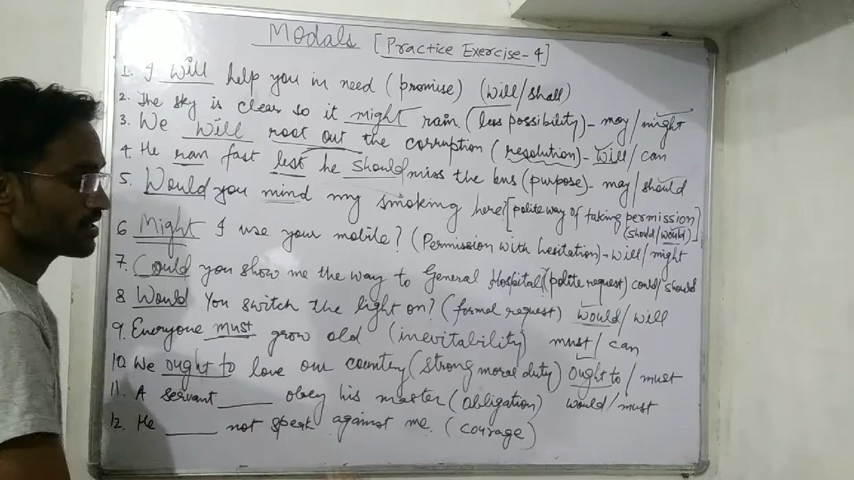 Modals [Practice Exercise-4]
1. I will help you in need (promise) (will/shall)
2. The sky is clear so it might rain (less possibility) - may/might
3. We will root out the corruption (resolution) - will/can
4. He ran fast lest he should miss the bus (purpose) - may/should
5. Would you mind my smoking here [polite way of taking permission]
(should/would)
6 Might I use your mobile? (Permission with hesitation) - will/might
7. Could you show me the way to General Hospital (polite request) could/should
8 Would You switch the light on? (formal request) would/will
9. Everyone must grow old (inevitability) must/can
10. We ought to love our country (strong moral duty) ought to/must
11. A servant ____ obey his master (Obligation) would/must
12. He ____ not speak against me. (courage)